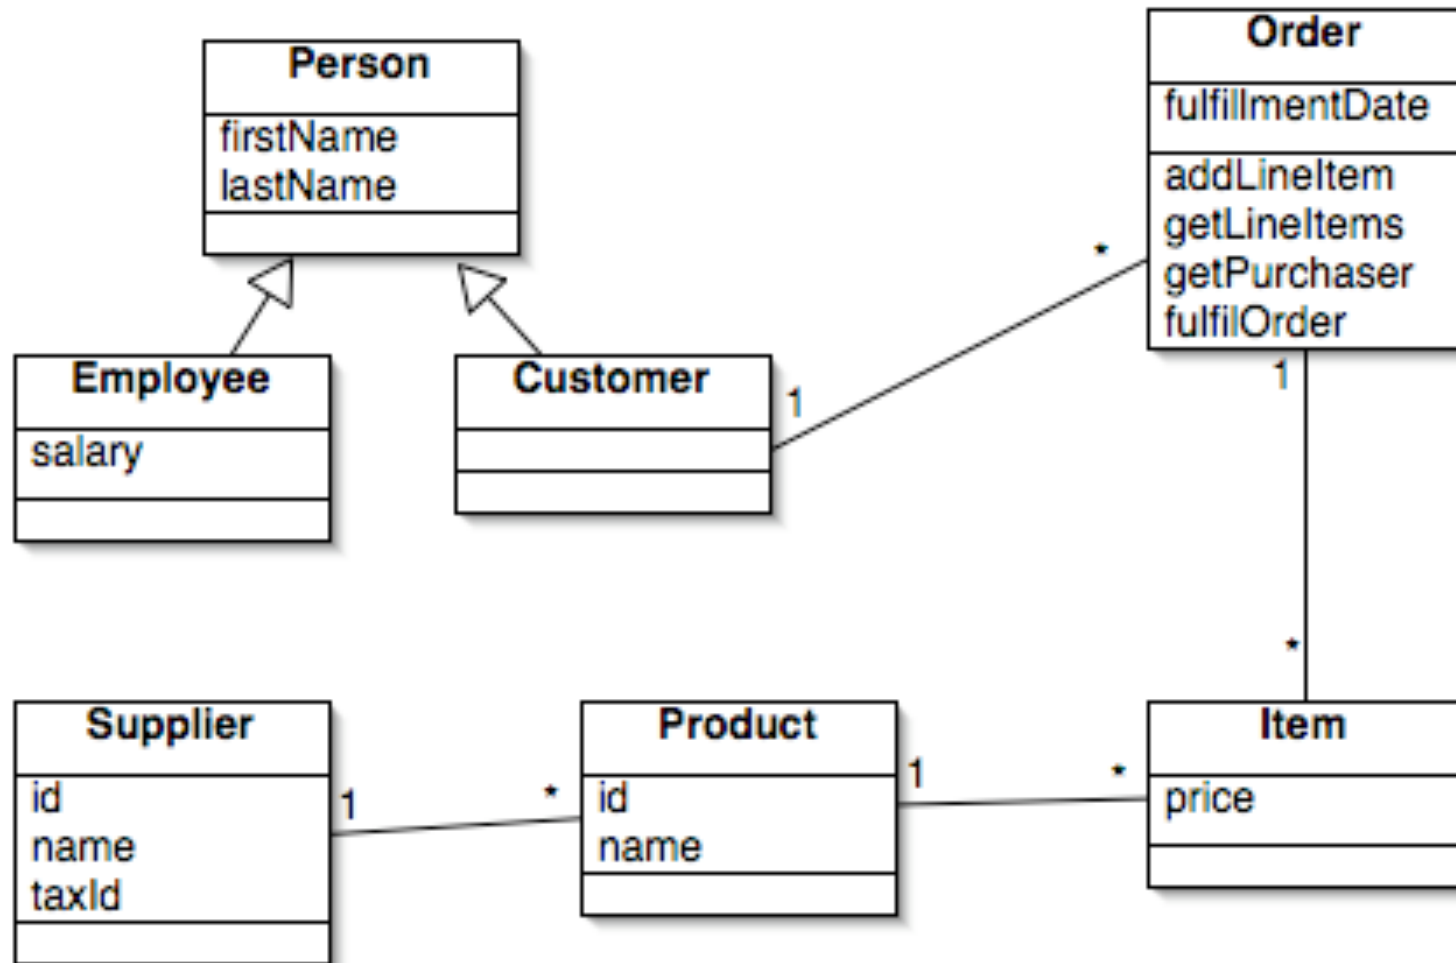 Person
firstName
lastName
Order
fulfillmentDate
addLineItem
getLineItems
getPurchaser
fulfilOrder
Employee
salary
Customer
1
*
1
*
Supplier
id
name
taxId
1
*
Product
id
name
1
*
Item
price